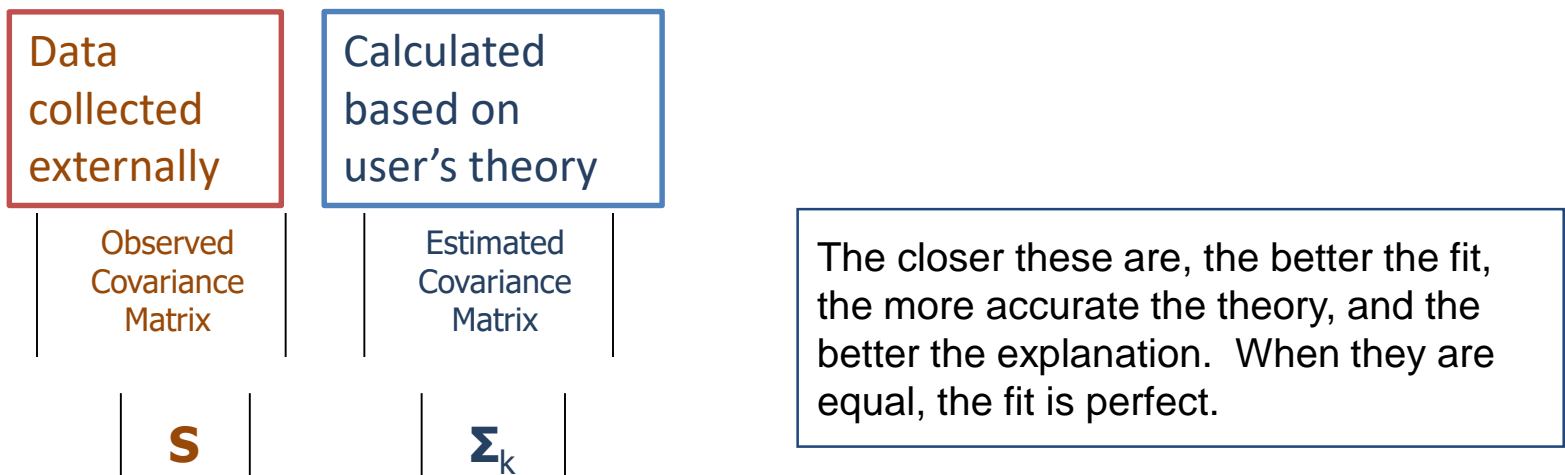 Data
collected
externally
Calculated
based on
user’s theory
Observed
Covariance
Matrix
Estimated
Covariance
Matrix
S
Σk
The closer these are, the better the fit,
the more accurate the theory, and the
better the explanation.  When they are
equal, the fit is perfect.